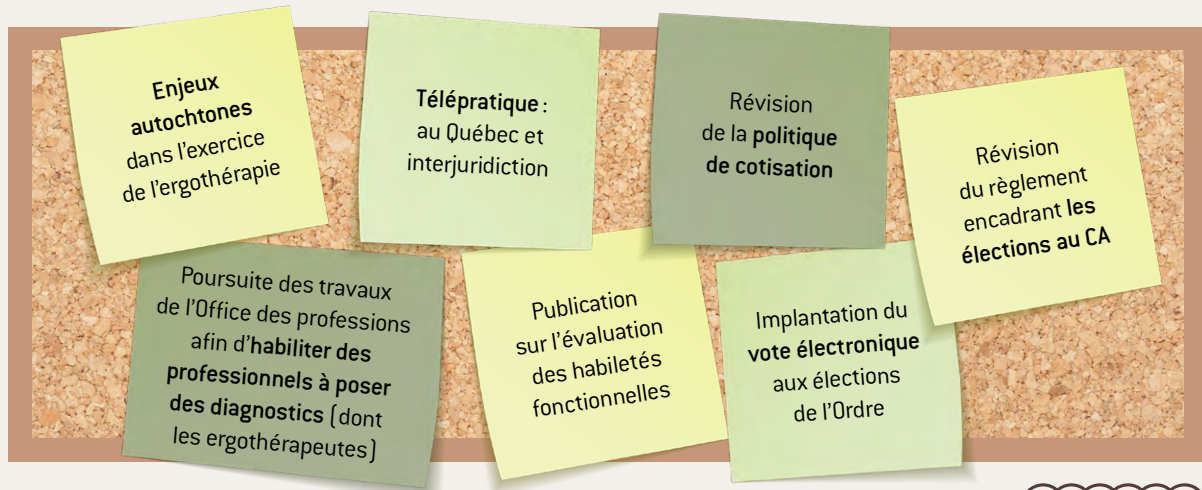 Enjeux
autochtones
dans l’exercice
de l’ergothérapie
Télépratique :
au Québec et
interjuridiction
Révision
de la politique
de cotisation
Révision
du règlement
encadrant les
élections au CA
Poursuite des travaux
de l’Office des professions
afin d’habiliter des
professionnels à poser
des diagnostics (dont
les ergothérapeutes)
Publication
sur l’évaluation
des habiletés
fonctionnelles
Implantation du
vote électronique
aux élections
de l’Ordre